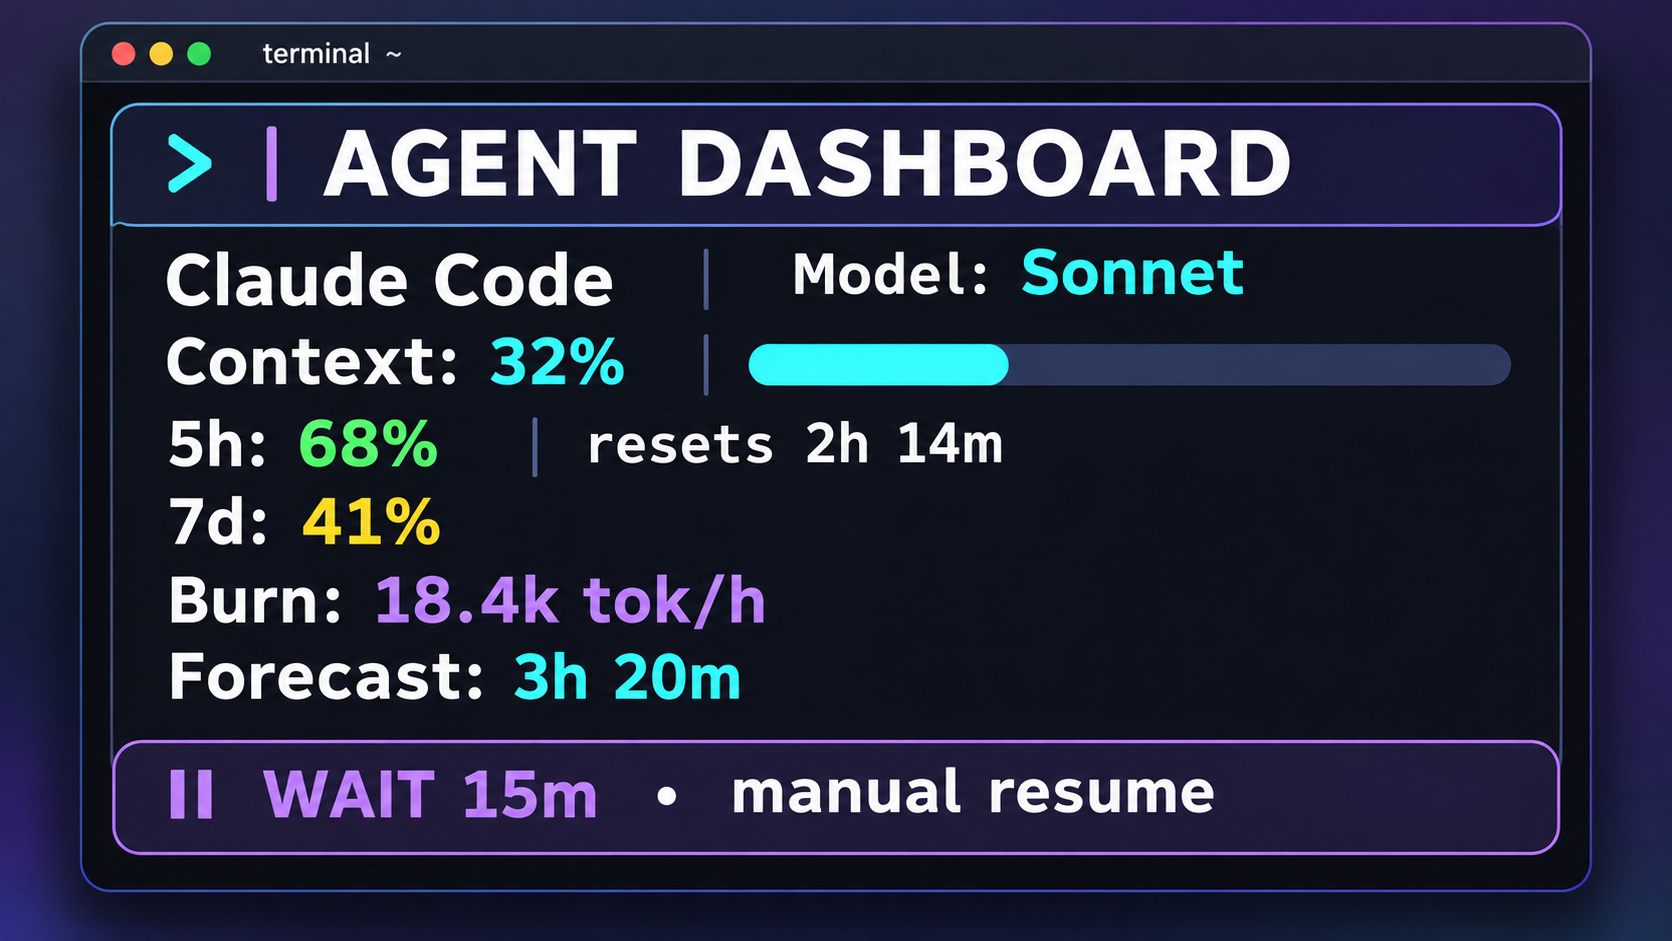 terminal ~
> | AGENT DASHBOARD
Claude Code | Model: Sonnet
Context: 32% |
5h: 68% | resets 2h 14m
7d: 41%
Burn: 18.4k tok/h
Forecast: 3h 20m
WAIT 15m • manual resume